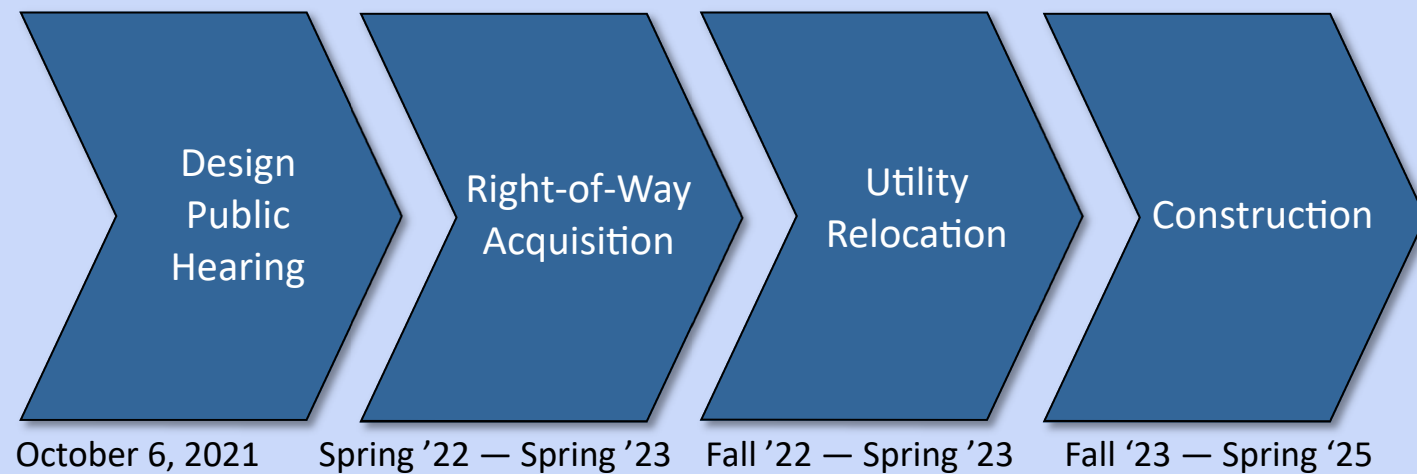 Design
Public
Hearing
Right-of-Way
Acquisition
Utility
Relocation
Construction
October 6, 2021
Spring ’22 — Spring ’23
Fall ’22 — Spring ’23
Fall ‘23 — Spring ‘25